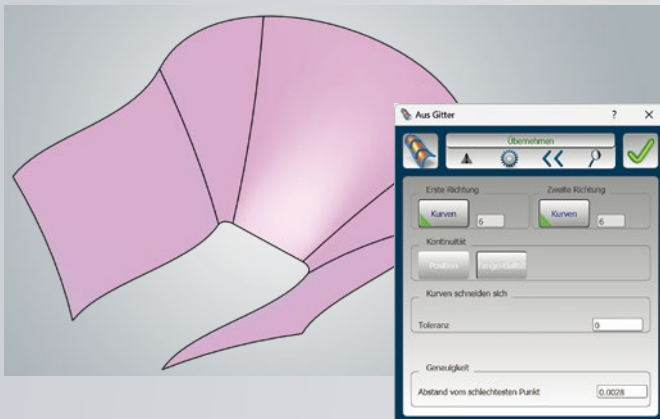 Aus Gitter
Übernehmen
Erste Richtung
Zweite Richtung
Kurven
6
Kurven
6
Kontinuität
Position
Kurven schneiden sich
Toleranz
0
Genauigkeit
Abstand vom schlechtesten Punkt
0.0028